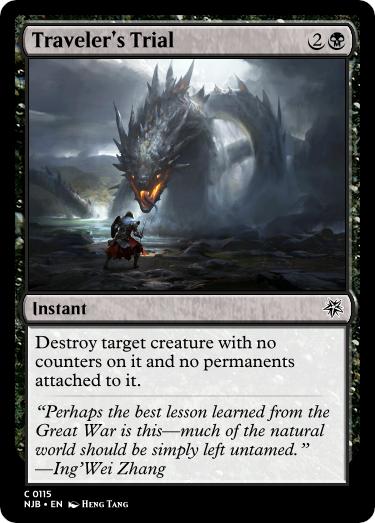 Traveler's Trial 2
Instant
Destroy target creature with no
counters on it and no permanents
attached to it.
“Perhaps the best lesson learned from the
Great War is this—much of the natural
world should be simply left untamed.”
—Ing'Wei Zhang
C 0115
NJB • EN Heng Tang